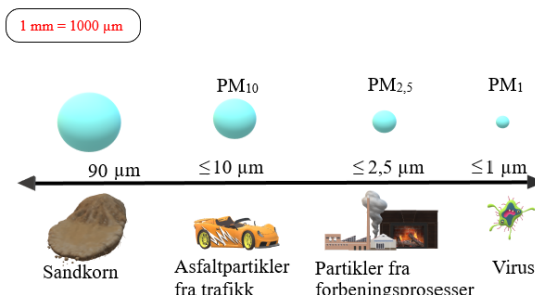 1 mm = 1000 µm
PM10
PM2,5
PM1
90 µm
≤10 µm
≤2,5 µm
≤1 µm
Sandkorn
Asfaltpartikler
fra trafikk
Partikler fra
forbeningsprosesser
Virus